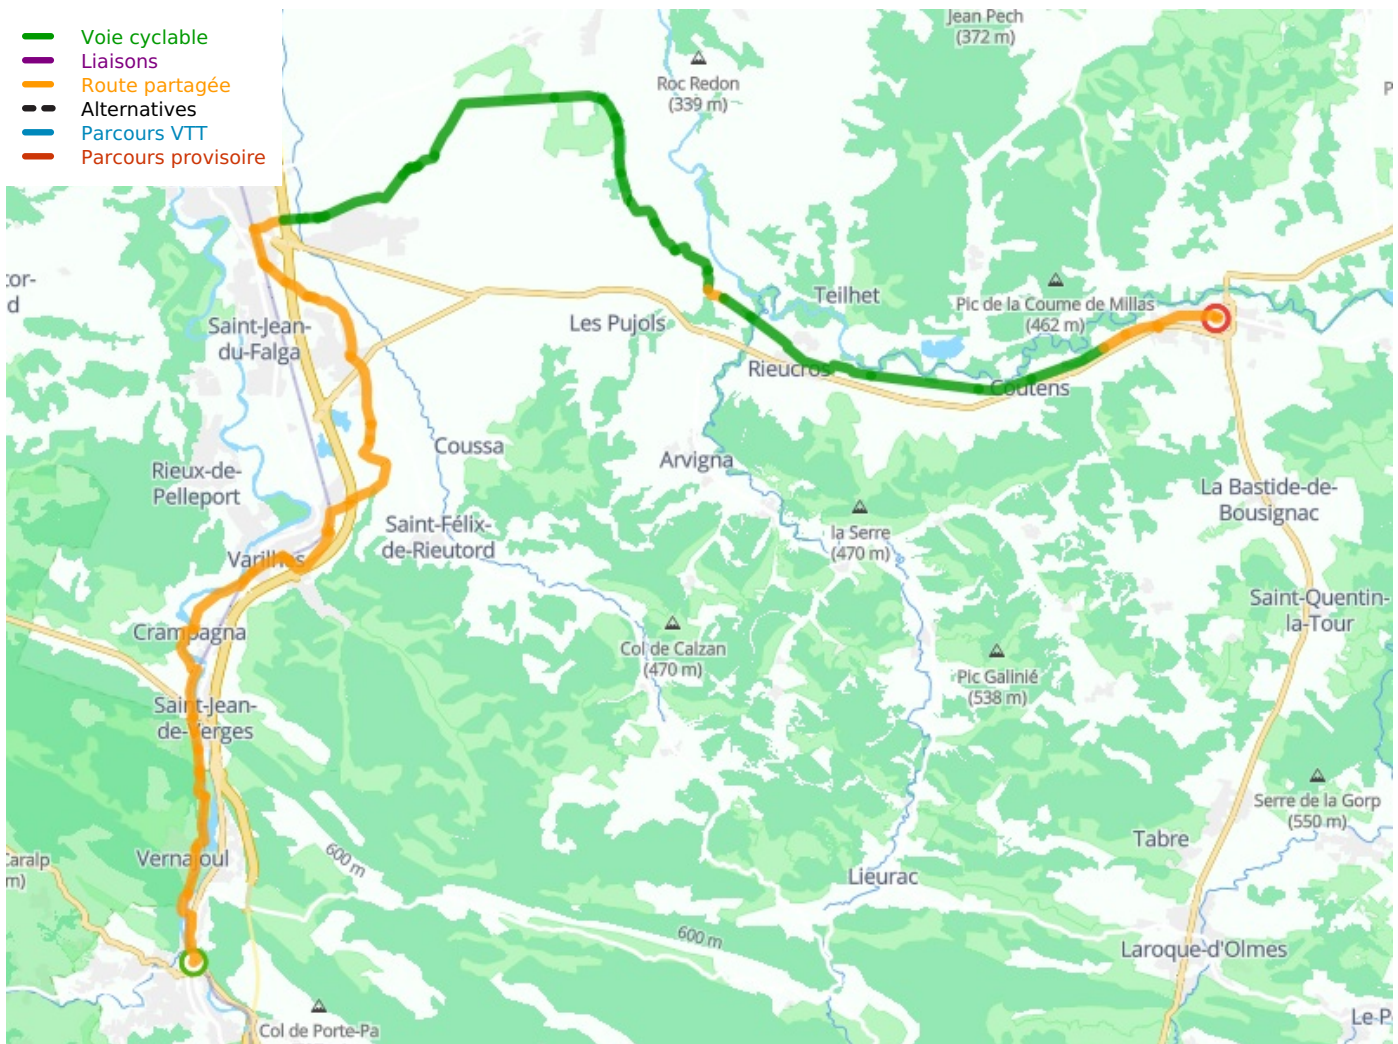 Voie cyclable
Liaisons
Route partagée
Alternatives
Parcours VTT
Parcours provisoire
Jean Pech
(372 m)
Roc Redon
(339 m)
P
tor-
d
Teilhet
Pic de la Coume de Millas
(462 m)
Saint-Jean-
du-Falga
Les Pujols
Rieucros
Coutens
Coussa
Arvigna
Rieux-de-
Pelleport
La Bastide-de-
Bousignac
Saint-Félix-
de-Rieutord
la Serre
(470 m)
Varilhes
Saint-Quentin-
la-Tour
Crampagna
Col de Calzan
(470 m)
Pic Galinié
(538 m)
Saint-Jean-
de-Verges
Serre de la Gorp
(550 m)
Tabre
Caralp
m)
Vernajoul
600 m
Lieurac
600 m
Laroque-d'Olmes
Le-P
Col de Porte-Pa